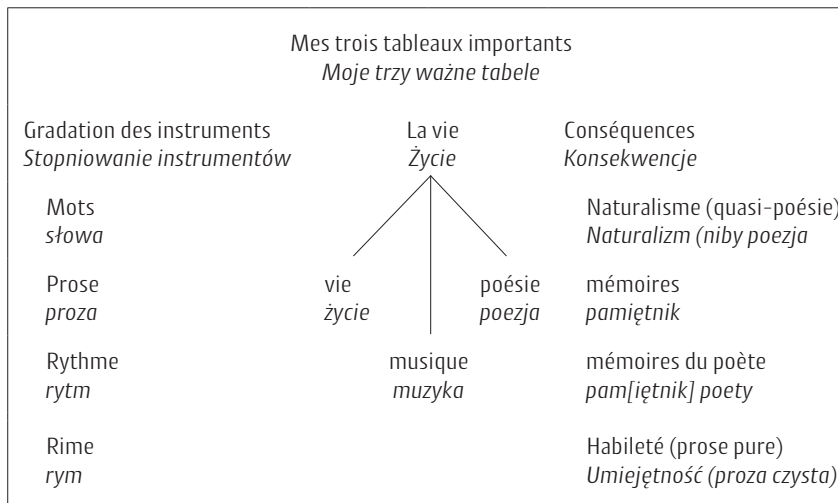 Mes trois tableaux importants
Moje trzy ważne tabele
Gradation des instruments La vie Conséquences
Stopniowanie instrumentów Życie Konsekwencje
Mots Naturalisme (quasi-poésie)
słowa Naturalizm (niby poezja
Prose vie poésie mémoires
proza życie poezja pamiętnik
Rythme musique mémoires du poète
rytm muzyka pam[iętnik] poety
Rime Habileté (prose pure)
rym Umiejętność (proza czysta)